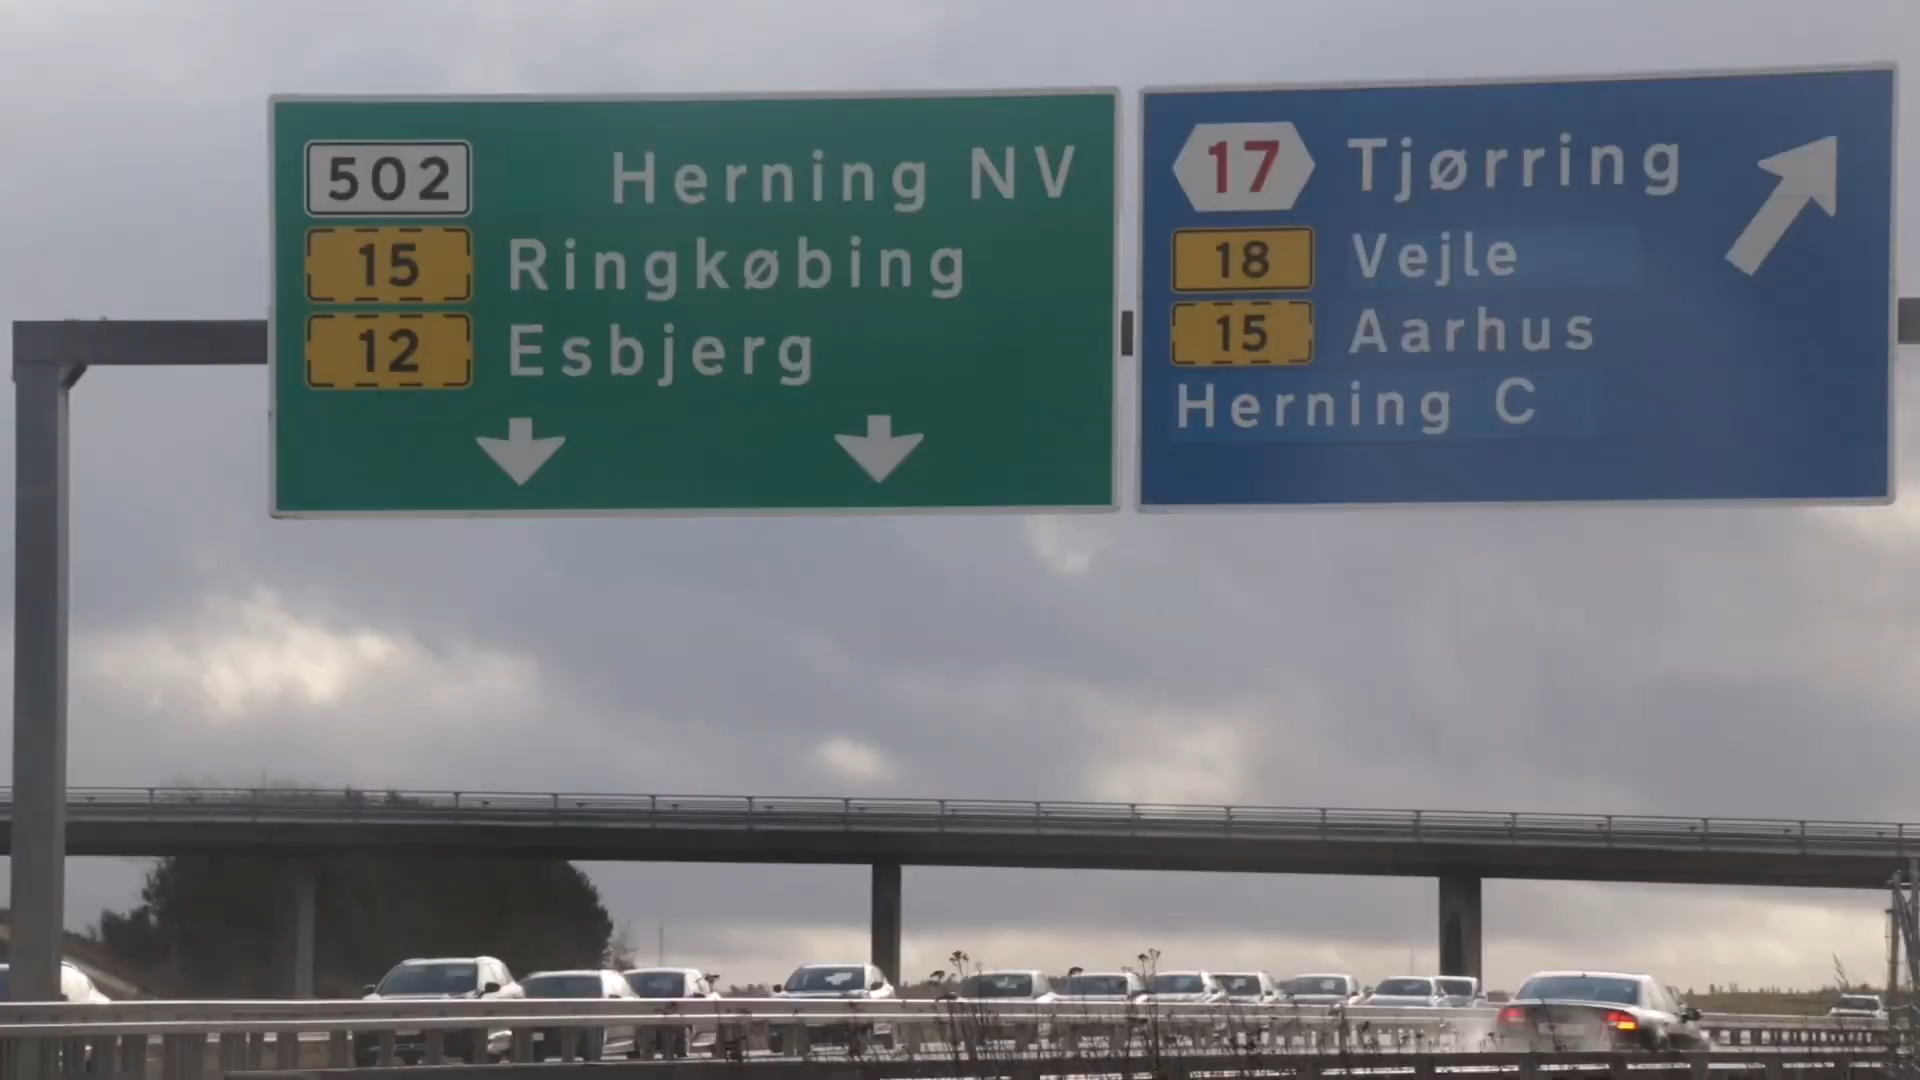 502 Herning NV
15 Ringkøbing
12 Esbjerg
17 Tjørring
18 Vejle
15 Aarhus
Herning C